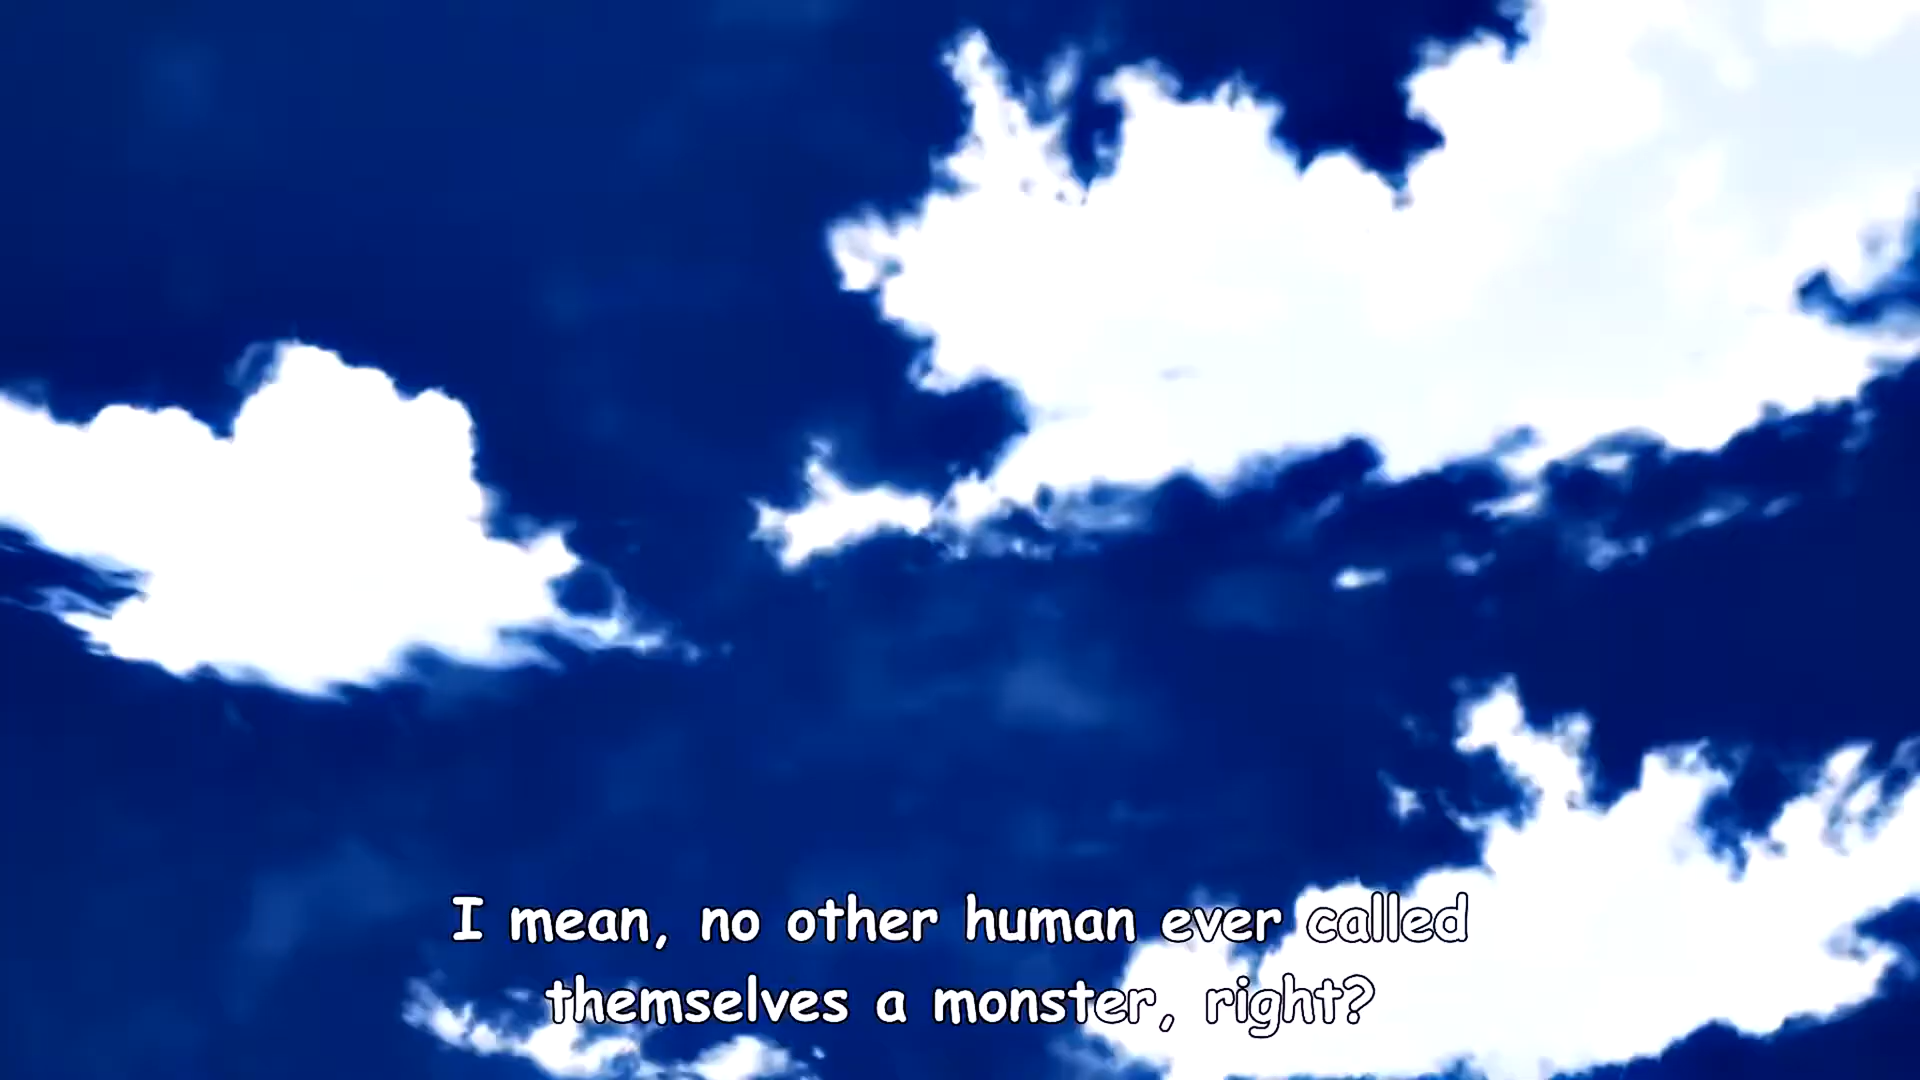 I mean, no other human ever called
themselves a monster, right?